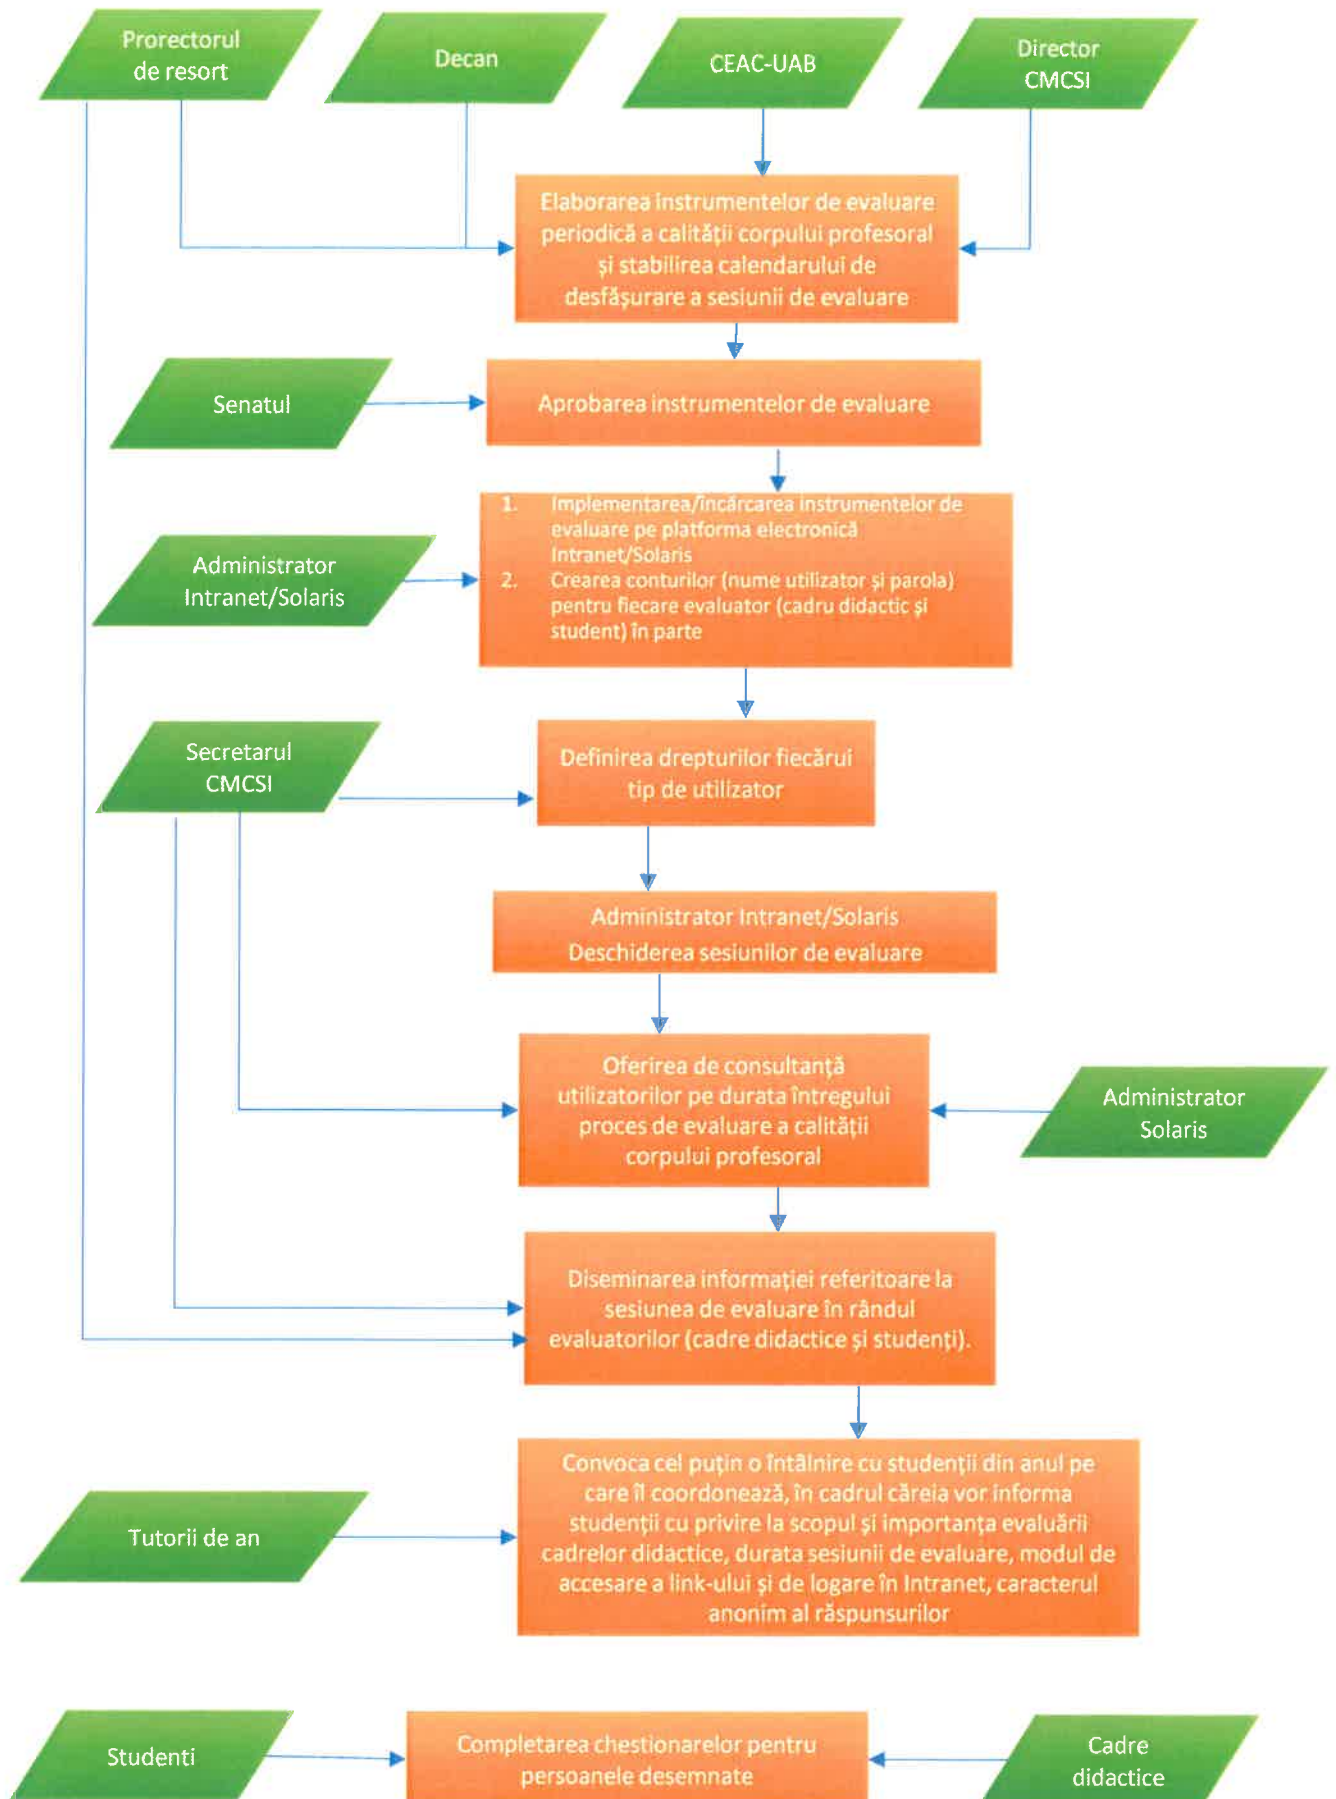 Prorectorul
de resort
Decan
CEAC-UAB
Director
CMCSI
Elaborarea instrumentelor de evaluare
periodică a calității corpului profesoral
și stabilirea calendarului de
desfășurare a sesiunii de evaluare
Senatul
Aprobarea instrumentelor de evaluare
1. Implementarea/încărcarea instrumentelor de
evaluare pe platforma electronică
Intranet/Solaris
2. Crearea conturilor (nume utilizator și parola)
pentru fiecare evaluator (cadru didactic și
student) în parte
Administrator
Intranet/Solaris
Secretarul
CMCSI
Definirea drepturilor fiecărui
tip de utilizator
Administrator Intranet/Solaris
Deschiderea sesiunilor de evaluare
Oferirea de consultanță
utilizatorilor pe durata întregului
proces de evaluare a calității
corpului profesoral
Administrator
Solaris
Diseminarea informației referitoare la
sesiunea de evaluare în rândul
evaluatorilor (cadre didactice și studenți).
Tutorii de an
Convoca cel puțin o întâlnire cu studenții din anul pe
care îl coordonează, în cadrul căreia vor informa
studenții cu privire la scopul și importanța evaluării
cadrelor didactice, durata sesiunii de evaluare, modul de
accesare a link-ului și de logare în Intranet, caracterul
anonim al răspunsurilor
Studenti
Completarea chestionarelor pentru
persoanele desemnate
Cadre
didactice